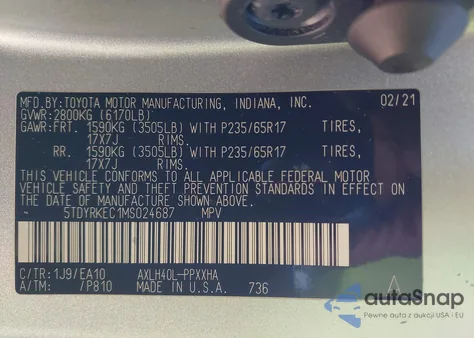 MFD.BY:TOYOTA MOTOR MANUFACTURING, INDIANA, INC. 02/21
GVWR:2800KG (6170LB)
GAWR:FRT. 1590KG (3505LB) WITH P235/65R17 TIRES,
17X7J RIMS.
RR. 1590KG (3505LB) WITH P235/65R17 TIRES,
17X7J RIMS.
THIS VEHICLE CONFORMS TO ALL APPLICABLE FEDERAL MOTOR
VEHICLE SAFETY AND THEFT PREVENTION STANDARDS IN EFFECT ON
THE DATE OF MANUFACTURE SHOWN ABOVE.
5TDYRKEC1MS024687 MPV
C/TR:1J9/EA10 AXLH40L-PPXXHA
A/TM: /P810 MADE IN U.S.A. 736
A
autaSnap
Pewne auta z aukcji USA i EU